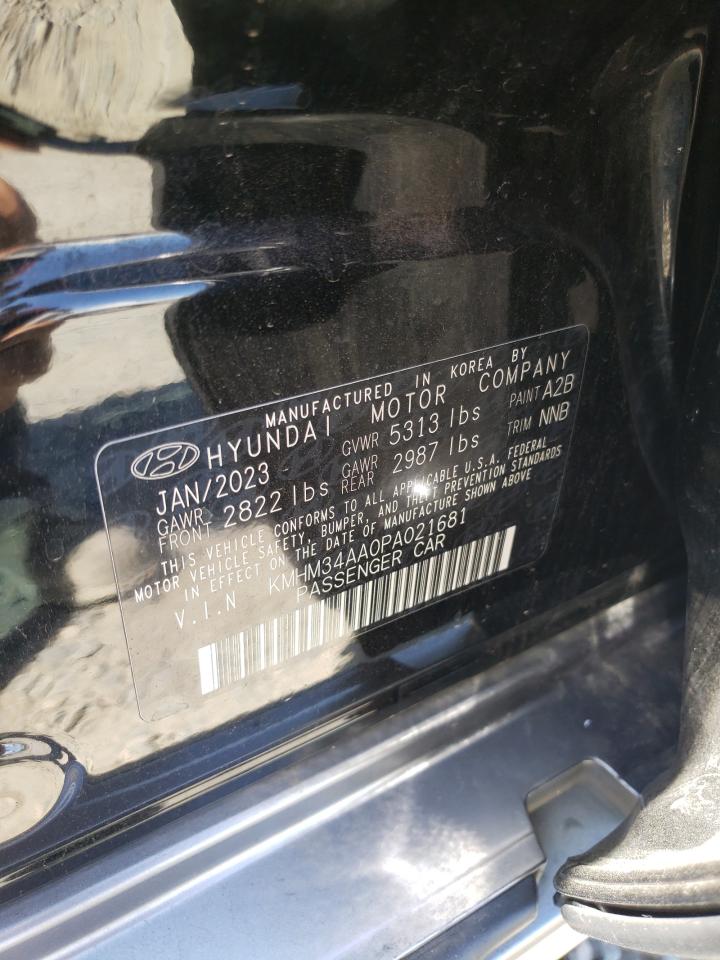 MANUFACTURED IN KOREA BY
HYUNDAI MOTOR COMPANY
JAN/2023 GVWR 5313 lbs PAINT A2B
GAWR FRONT 2822 lbs GAWR REAR 2987 lbs TRIM NNB
THIS VEHICLE CONFORMS TO ALL APPLICABLE U.S.A. FEDERAL
MOTOR VEHICLE SAFETY, BUMPER, AND THEFT PREVENTION STANDARDS
IN EFFECT ON THE DATE OF MANUFACTURE SHOWN ABOVE
V.I.N KMHM34AA0PA021681
PASSENGER CAR